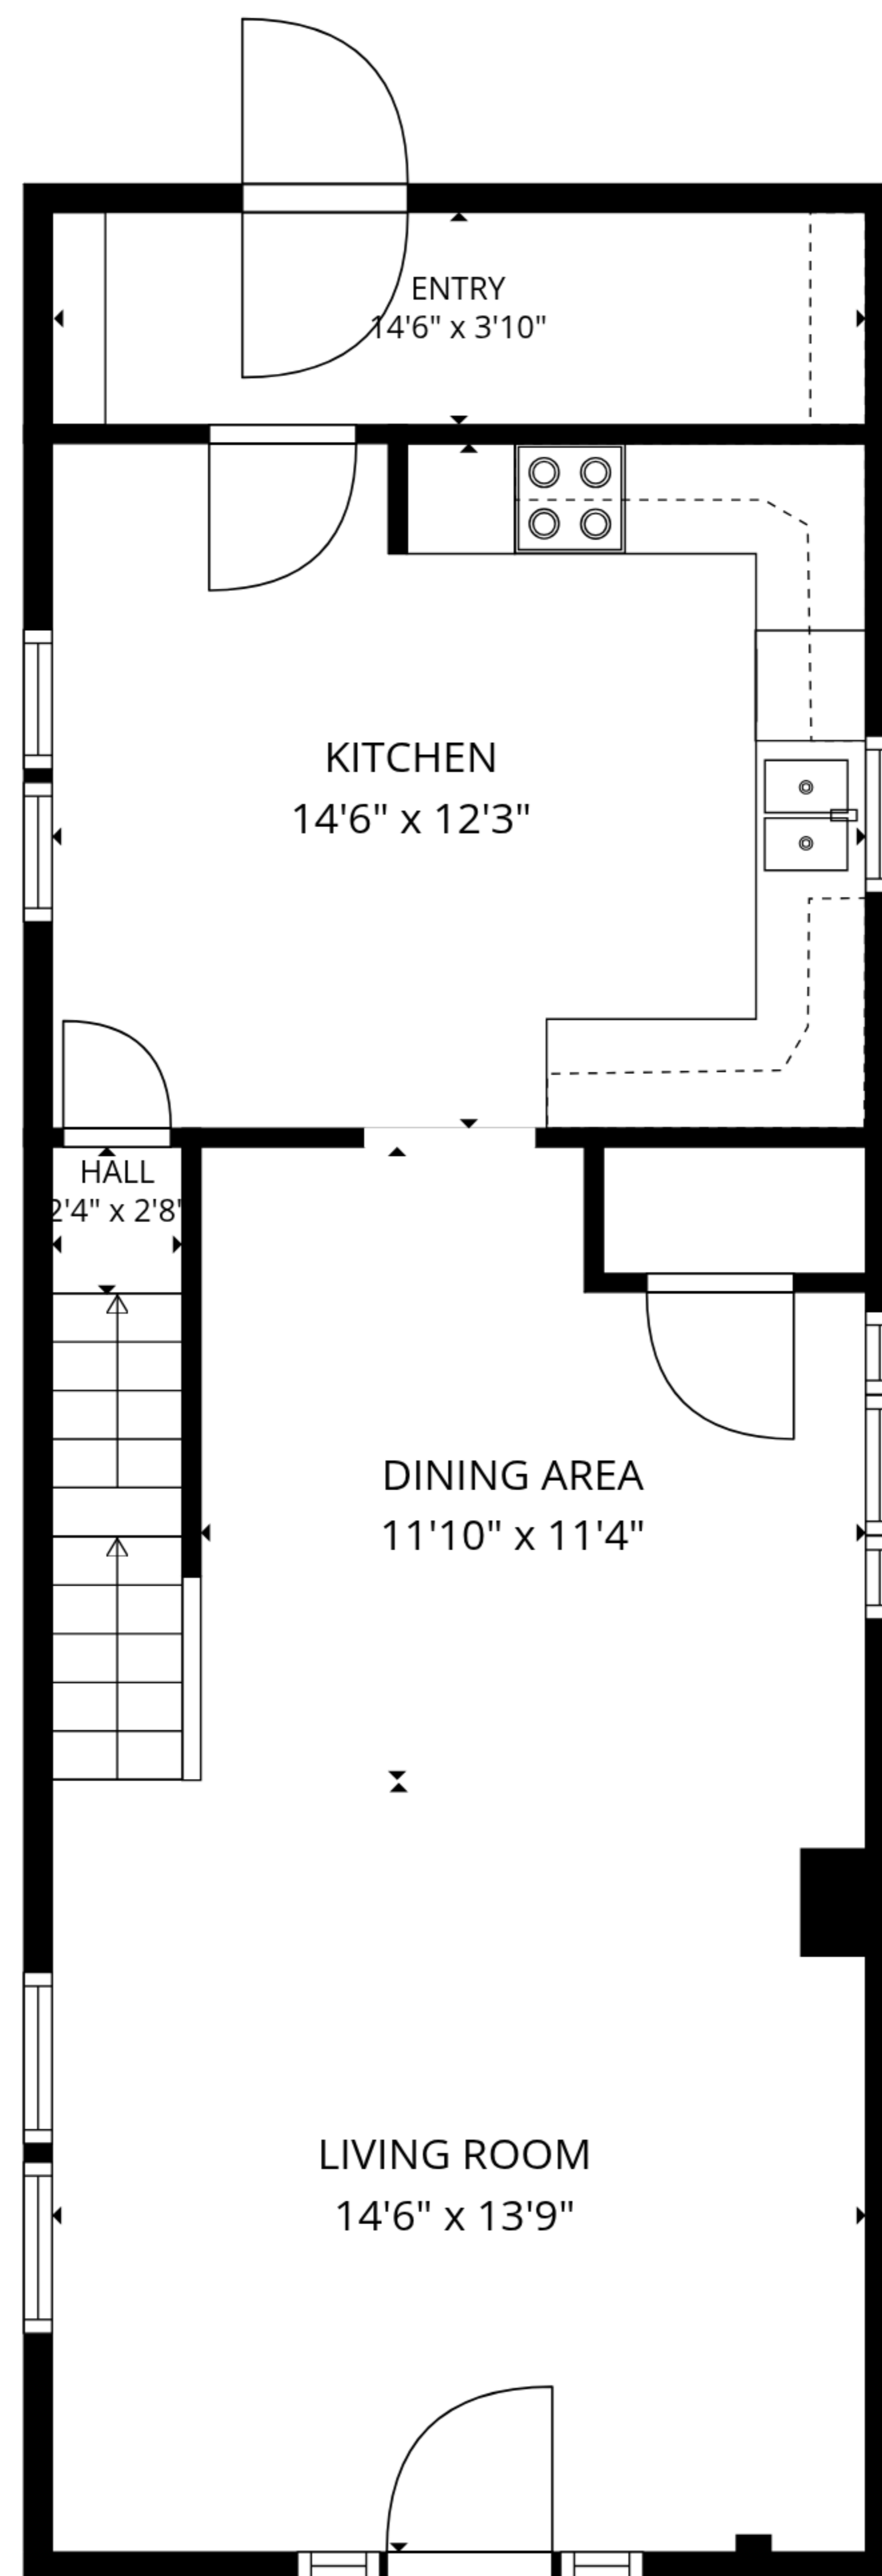 ENTRY
14'6" x 3'10"
KITCHEN
14'6" x 12'3"
HALL
2'4" x 2'8"
DINING AREA
11'10" x 11'4"
LIVING ROOM
14'6" x 13'9"